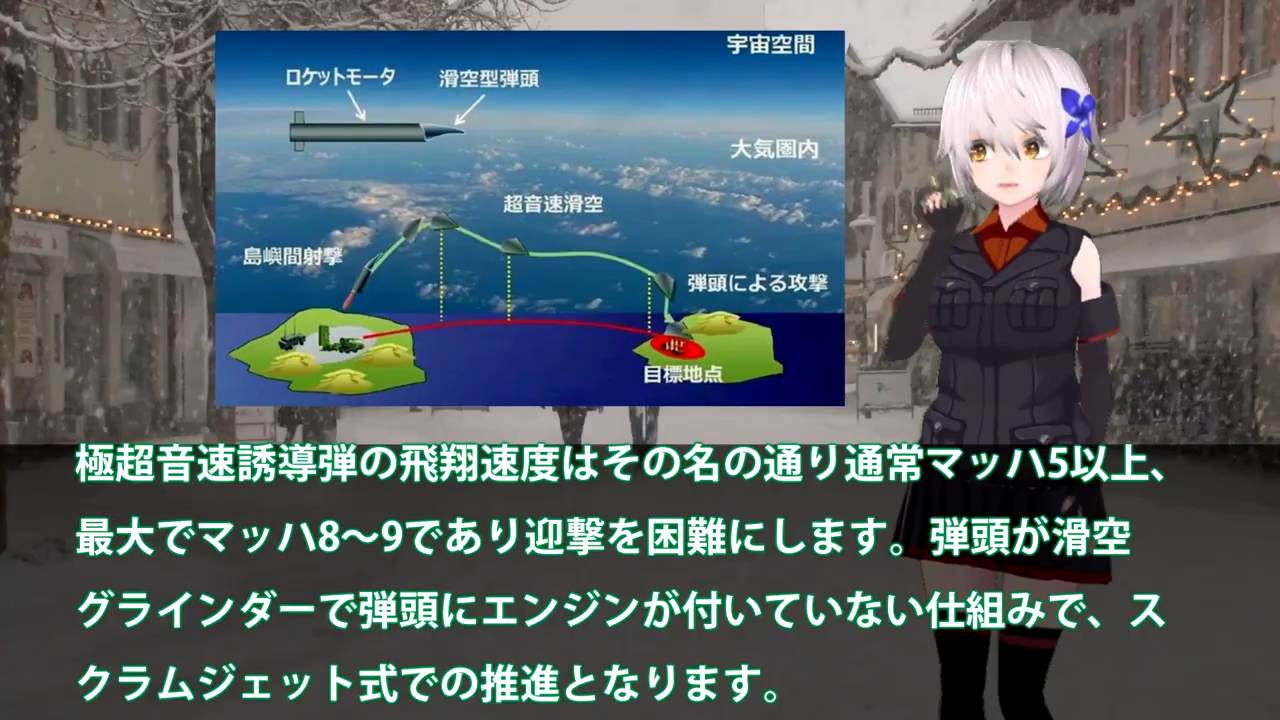 宇宙空間
ロケットモータ
滑空型弾頭
大気圏内
超音速滑空
島嶼間射撃
弾頭による攻撃
目標地点
極超音速誘導弾の飛翔速度はその名の通り通常マッハ5以上、
最大でマッハ8～9であり迎撃を困難にします。弾頭が滑空
グラインダーで弾頭にエンジンが付いていない仕組みで、ス
クラムジェット式での推進となります。